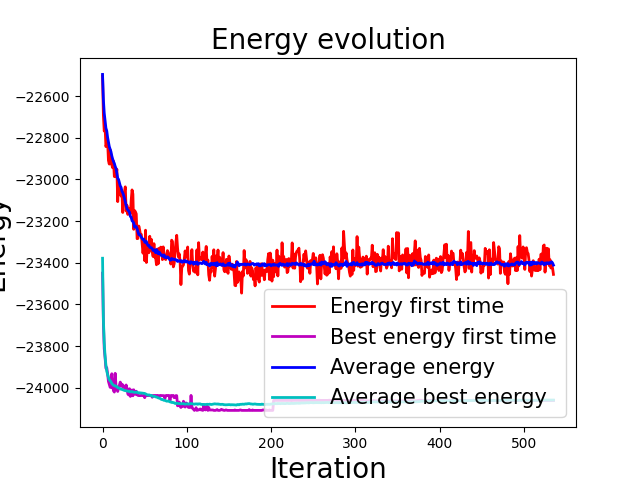 Energy evolution
Energy
−22600
−22800
−23000
−23200
−23400
−23600
−23800
−24000
0 100 200 300 400 500
Iteration
Energy first time
Best energy first time
Average energy
Average best energy